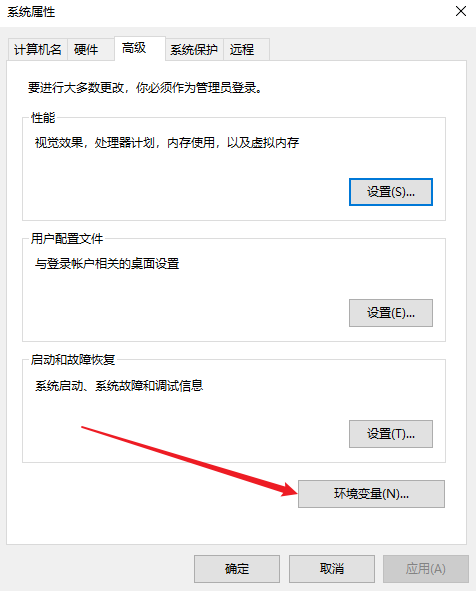 系统属性
计算机名 硬件 高级 系统保护 远程
要进行大多数更改，你必须作为管理员登录。
性能
视觉效果，处理器计划，内存使用，以及虚拟内存
设置(S)...
用户配置文件
与登录帐户相关的桌面设置
设置(E)...
启动和故障恢复
系统启动、系统故障和调试信息
设置(T)...
环境变量(N)...
确定 取消 应用(A)